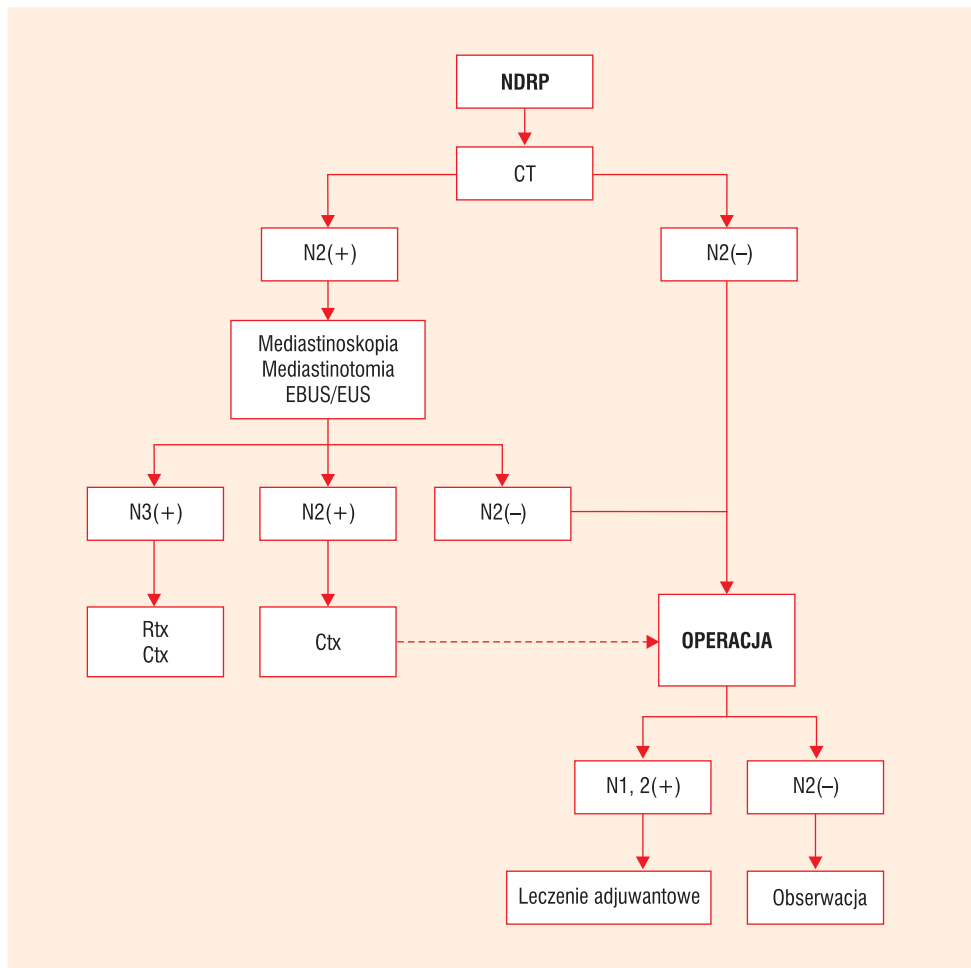 NDRP
CT
N2(+)
N2(–)
Mediastinoskopia
Mediastinotomia
EBUS/EUS
N3(+)
N2(+)
N2(–)
Rtx
Ctx
Ctx
OPERACJA
N1, 2(+)
N2(–)
Leczenie adjuwantowe
Obserwacja